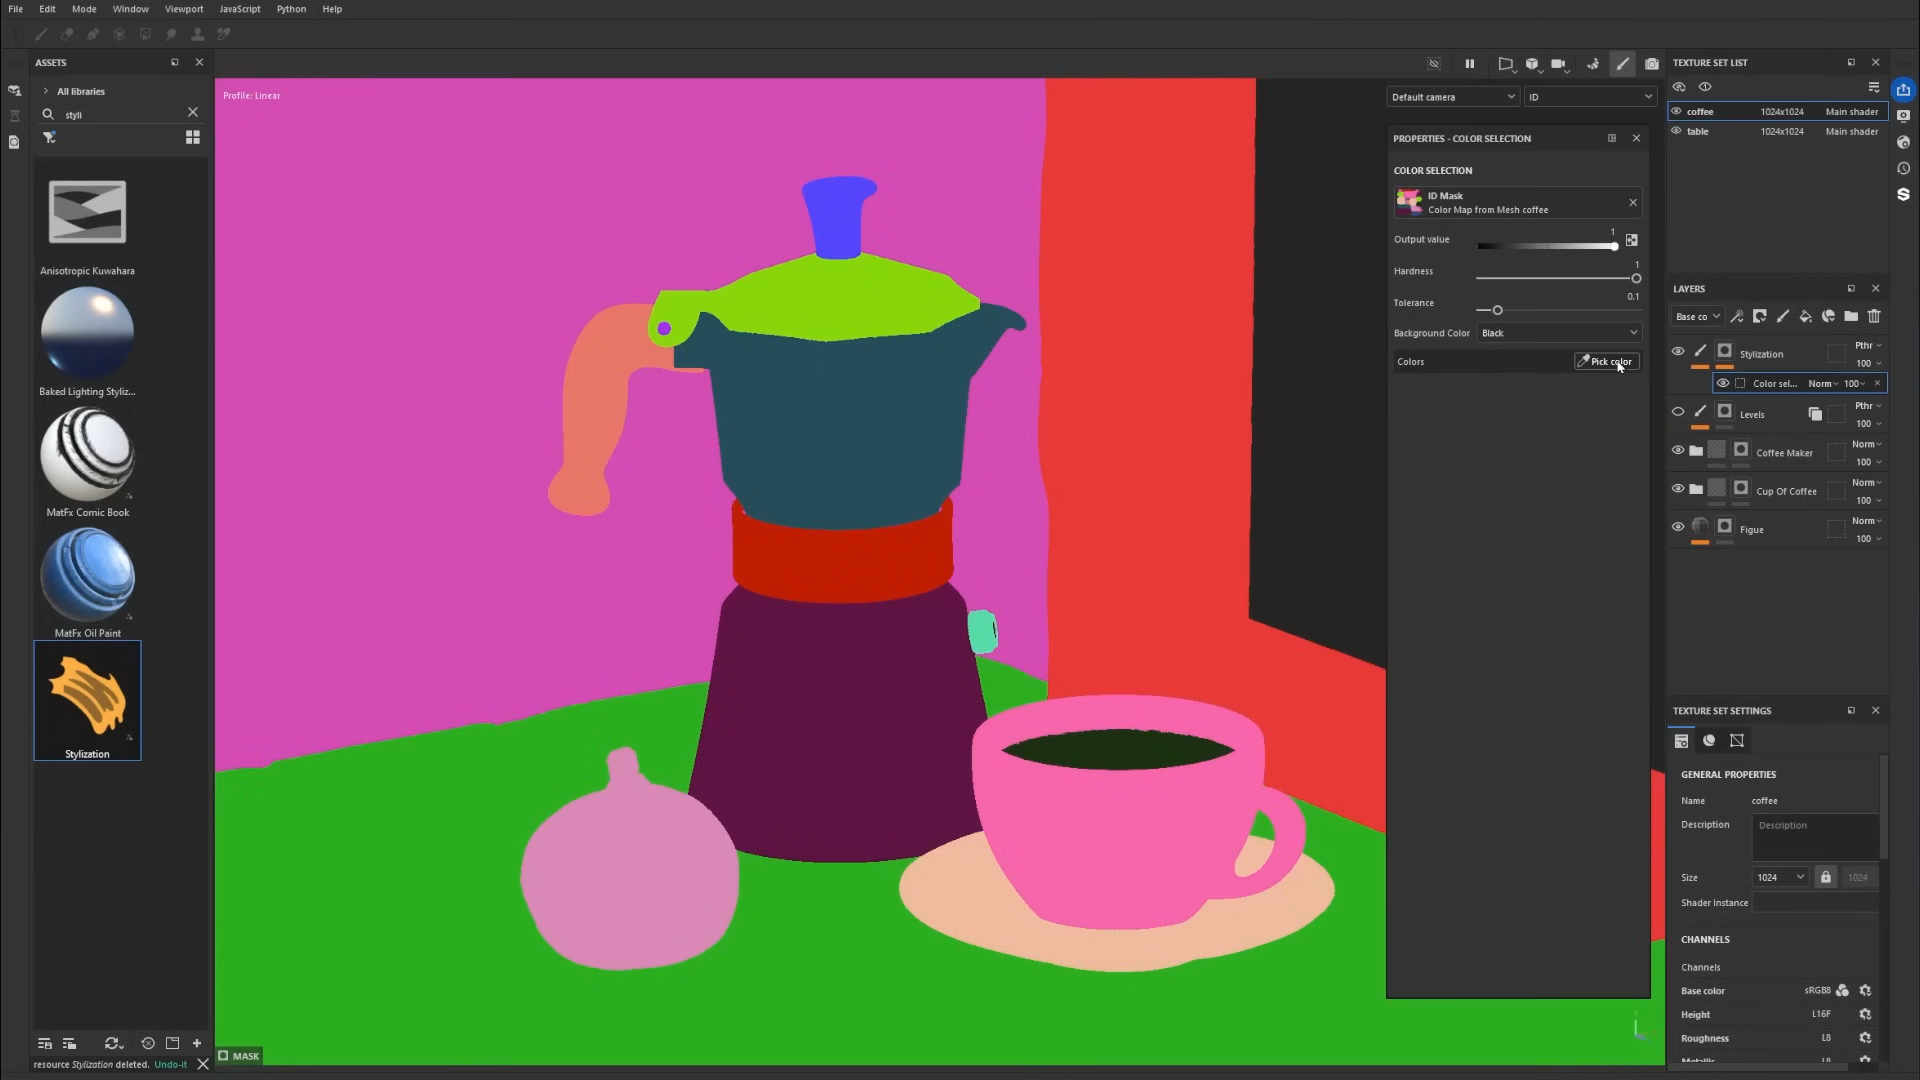 File Edit Mode Window Viewport JavaScript Python Help
ASSETS
All libraries
styli
Anisotropic Kuwahara
Baked Lighting Styliz...
MatFx Comic Book
MatFx Oil Paint
Stylization
resource Stylization deleted. Undo-it
Profile: Linear
MASK
Default camera
ID
PROPERTIES - COLOR SELECTION
COLOR SELECTION
ID Mask
Color Map from Mesh coffee
Output value 1
Hardness 1
Tolerance 0.1
Background Color Black
Colors Pick color
TEXTURE SET LIST
coffee 1024x1024 Main shader
table 1024x1024 Main shader
LAYERS
Base co
Stylization Pthr 100
Color sel... Norm 100
Levels Pthr 100
Coffee Maker Norm 100
Cup Of Coffee Norm 100
Figue Norm 100
TEXTURE SET SETTINGS
GENERAL PROPERTIES
Name coffee
Description Description
Size 1024 1024
Shader Instance
CHANNELS
Channels
Base color sRGB8
Height L16F
Roughness L8
Metallic L8